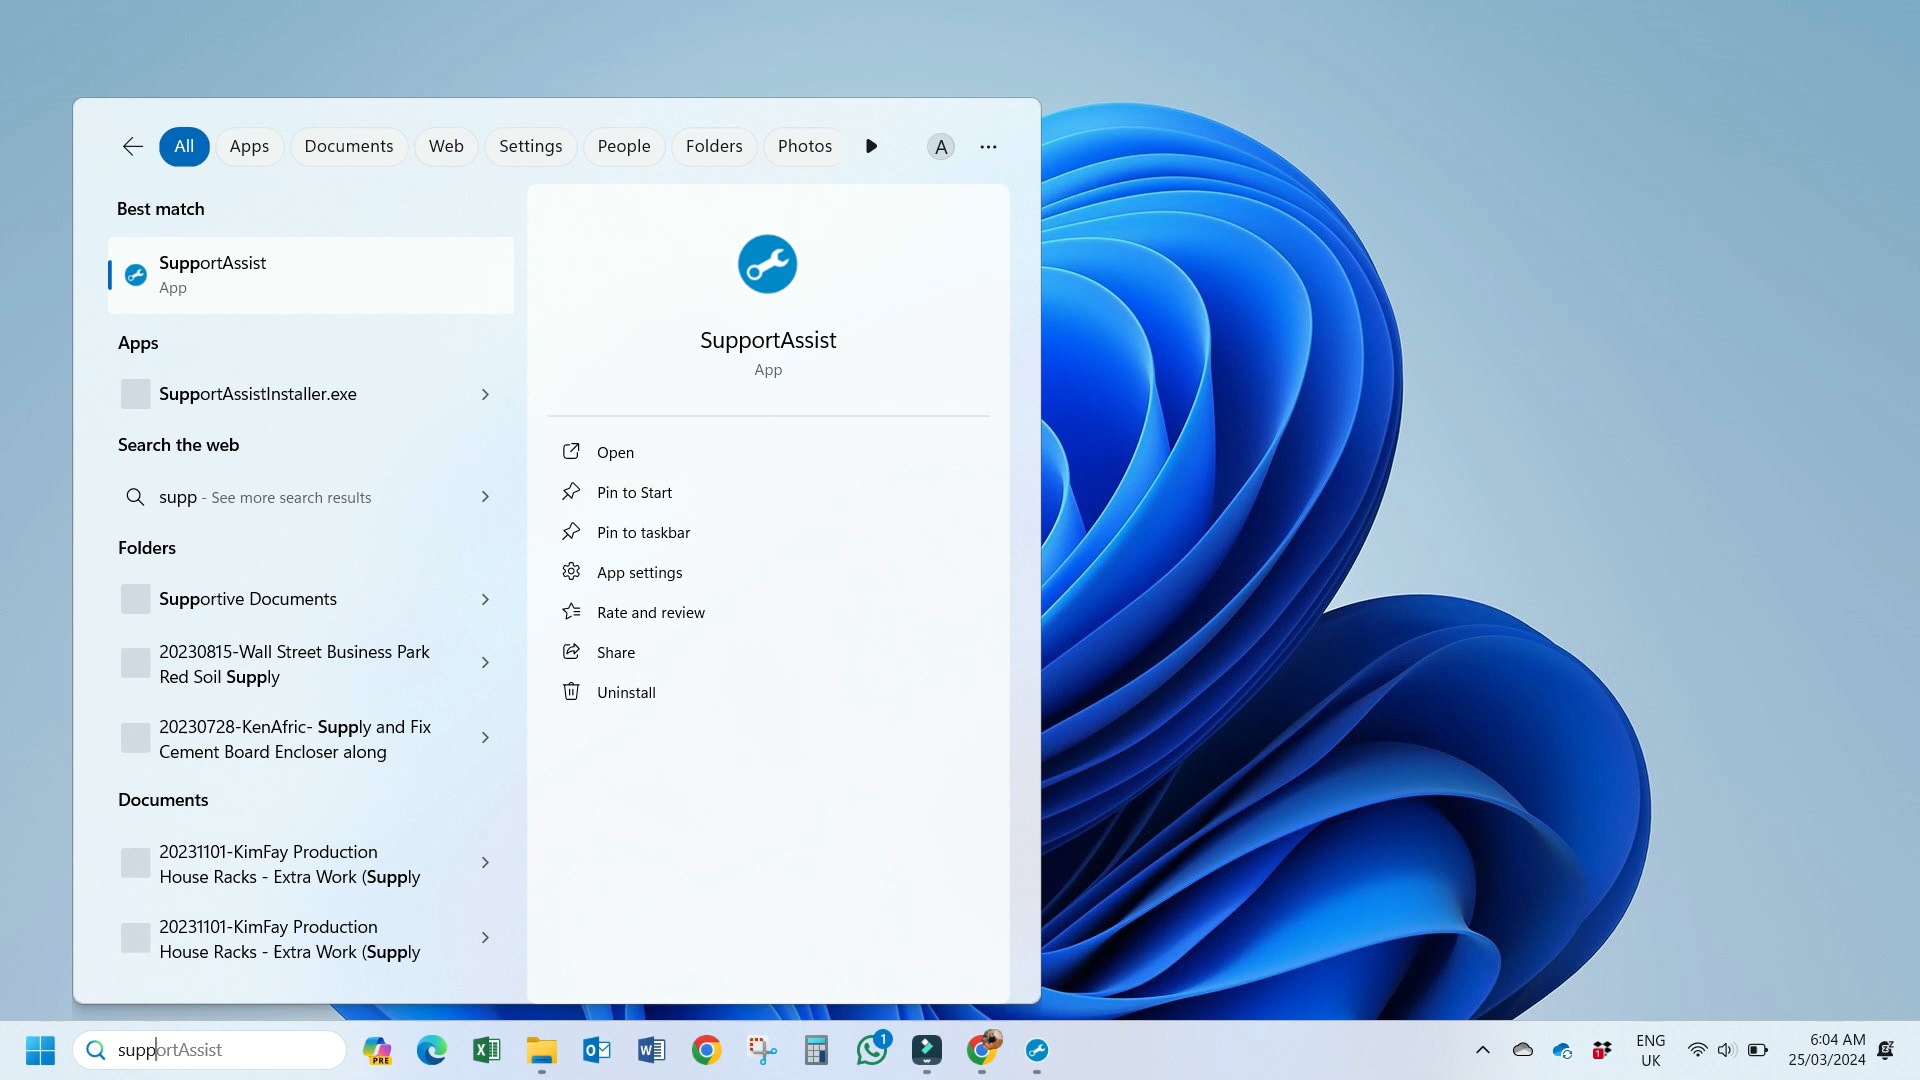 All
Apps
Documents
Web
Settings
People
Folders
Photos
A
Best match
SupportAssist
App
Apps
SupportAssistInstaller.exe
Search the web
supp - See more search results
Folders
Supportive Documents
20230815-Wall Street Business Park
Red Soil Supply
20230728-KenAfric- Supply and Fix
Cement Board Encloser along
Documents
20231101-KimFay Production
House Racks - Extra Work (Supply
20231101-KimFay Production
House Racks - Extra Work (Supply
SupportAssist
App
Open
Pin to Start
Pin to taskbar
App settings
Rate and review
Share
Uninstall
supportAssist
PRE
1
1
ENG
UK
6:04 AM
25/03/2024